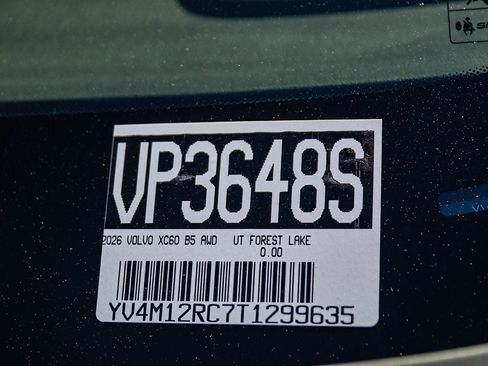 VP3648S
2026 VOLVO XC60 B5 AWD UT FOREST LAKE
0.00
YV4M12RC7T1299635